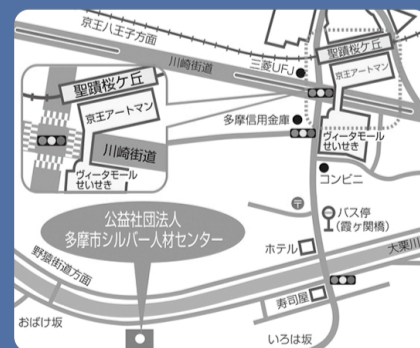 京王八王子方面
川崎街道
三菱UFJ
聖蹟桜ケ丘
聖蹟桜ケ丘
京王アートマン
京王アートマン
川崎街道
多摩信用金庫
ヴィータモール
せいせき
ヴィータモール
せいせき
コンビニ
〒
バス停
(霞ヶ関橋)
公益社団法人
多摩市シルバー人材センター
ホテル
大栗川
野猿街道方面
寿司屋
おばけ坂
いろは坂